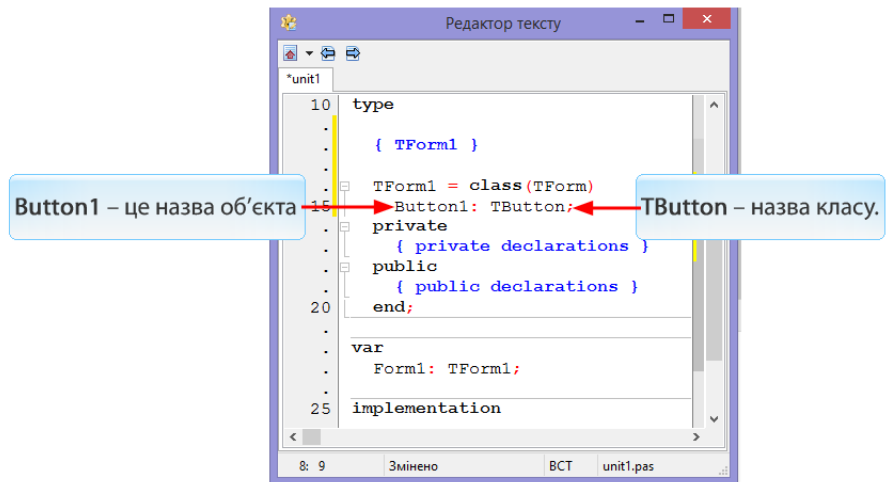 Редактор тексту
*unit1
10 type
{ TForm1 }
TForm1 = class(TForm)
Button1 – це назва об’єкта
15 Button1: TButton;
TButton – назва класу.
private
{ private declarations }
public
{ public declarations }
20 end;
var
Form1: TForm1;
25 implementation
8: 9 Змінено ВСТ unit1.pas